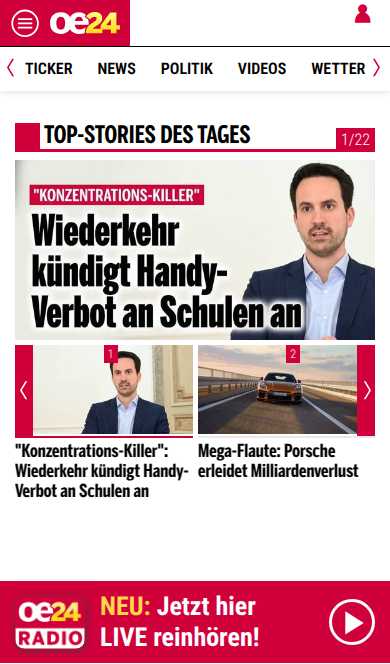 oe24
TICKER NEWS POLITIK VIDEOS WETTER
TOP-STORIES DES TAGES
1/22
"KONZENTRATIONS-KILLER"
Wiederkehr
kündigt Handy-
Verbot an Schulen an
1
2
"Konzentrations-Killer":
Wiederkehr kündigt Handy-
Verbot an Schulen an
Mega-Flaute: Porsche
erleidet Milliardenverlust
oe24
RADIO
NEU: Jetzt hier
LIVE reinhören!